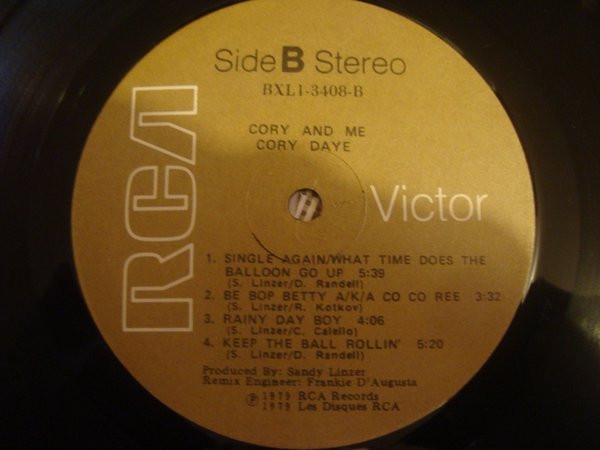 Side B Stereo
BXL1-3408-B
CORY AND ME
CORY DAYE
RCA
Victor
1. SINGLE AGAIN/WHAT TIME DOES THE
BALLOON GO UP 5:39
(S. Linzer/D. Randell)
2. BE BOP BETTY A/K/A CO CO REE 3:32
(S. Linzer/R. Kotkov)
3. RAINY DAY BOY 4:06
(S. Linzer/C. Calello)
4. KEEP THE BALL ROLLIN' 5:20
(S. Linzer/D. Randell)
Produced By: Sandy Linzer
Remix Engineer: Frankie D'Augusta
℗ 1979 RCA Records
1979 Les Disques RCA